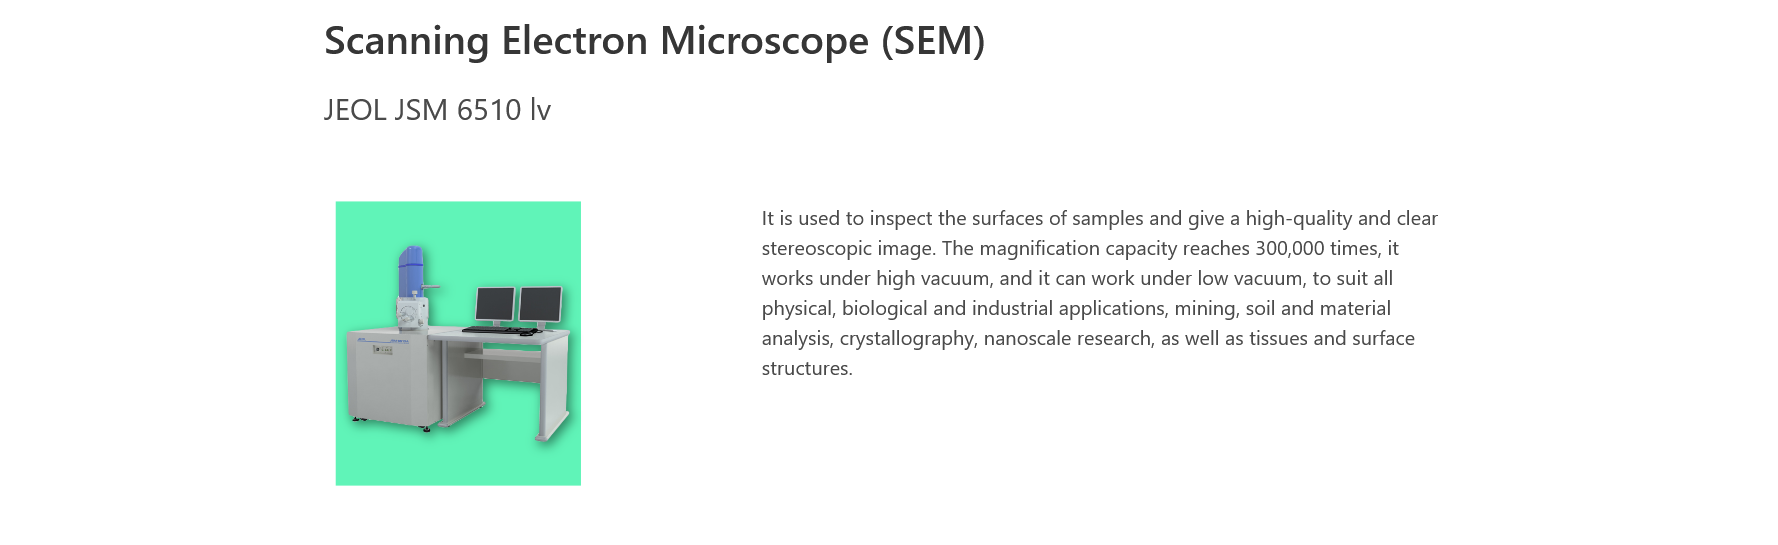 Scanning Electron Microscope (SEM)
JEOL JSM 6510 lv
It is used to inspect the surfaces of samples and give a high-quality and clear
stereoscopic image. The magnification capacity reaches 300,000 times, it
works under high vacuum, and it can work under low vacuum, to suit all
physical, biological and industrial applications, mining, soil and material
analysis, crystallography, nanoscale research, as well as tissues and surface
structures.